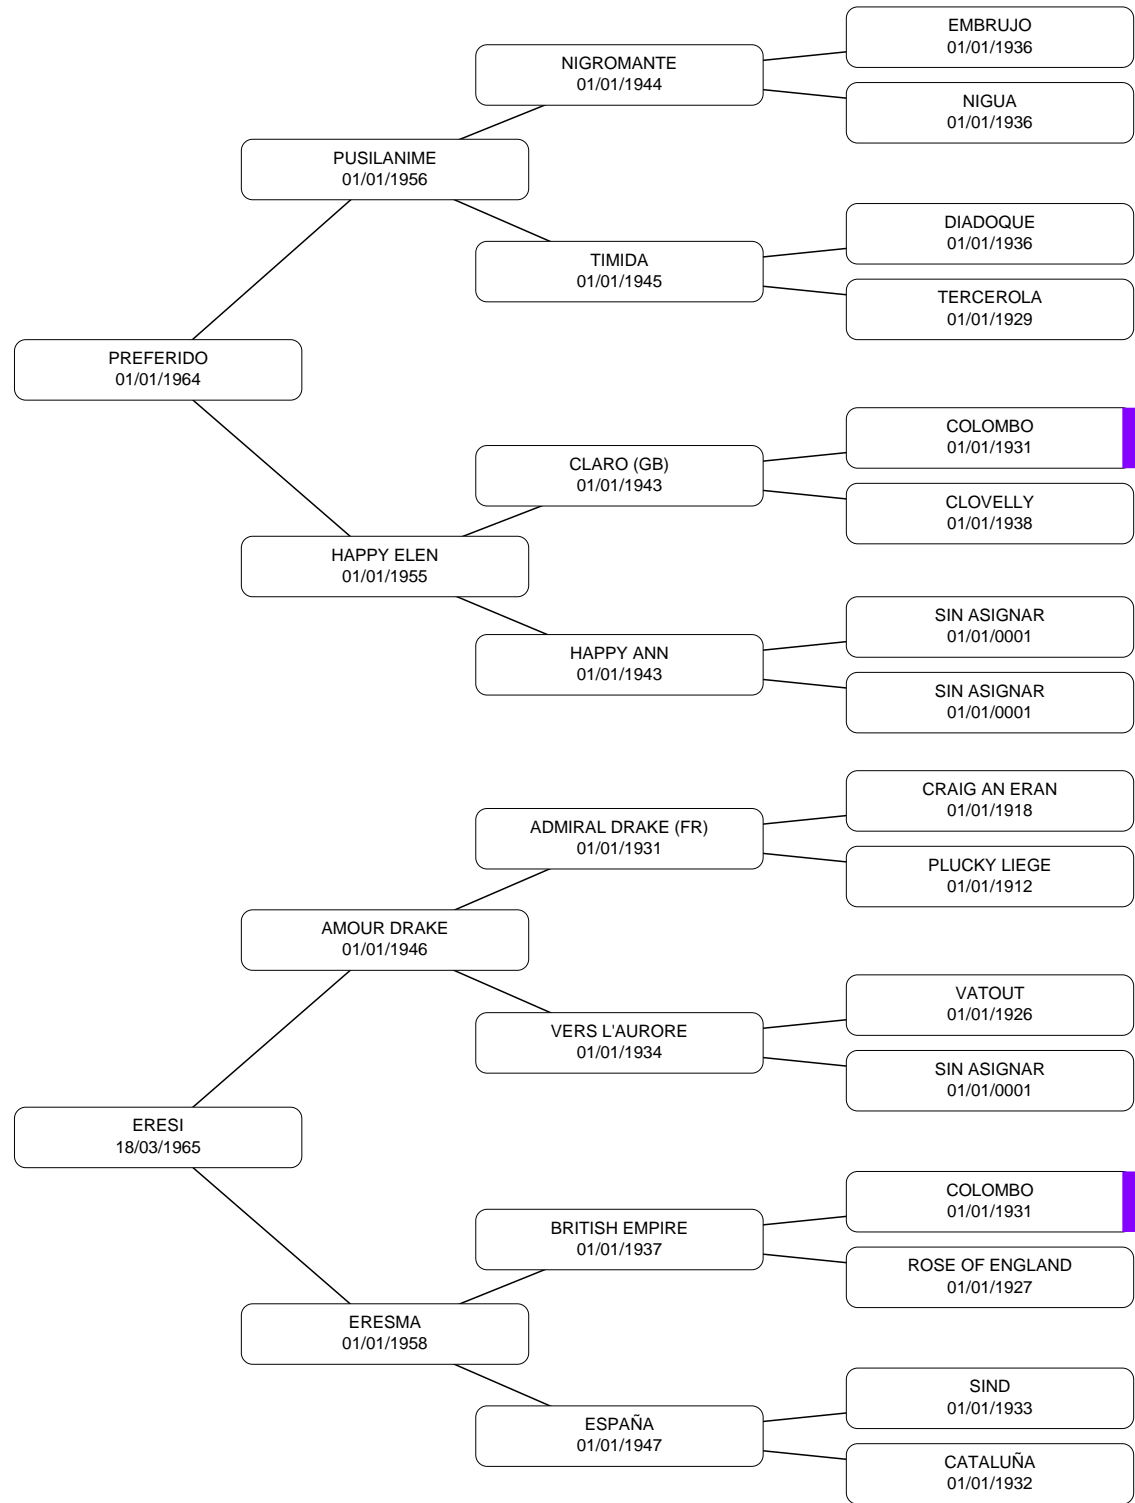 EMBRUJO
01/01/1936
NIGROMANTE
01/01/1944
NIGUA
01/01/1936
PUSILANIME
01/01/1956
DIADOQUE
01/01/1936
TIMIDA
01/01/1945
TERCEROLA
01/01/1929
PREFERIDO
01/01/1964
COLOMBO
01/01/1931
CLARO (GB)
01/01/1943
CLOVELLY
01/01/1938
HAPPY ELEN
01/01/1955
SIN ASIGNAR
01/01/0001
HAPPY ANN
01/01/1943
SIN ASIGNAR
01/01/0001
CRAIG AN ERAN
01/01/1918
ADMIRAL DRAKE (FR)
01/01/1931
PLUCKY LIEGE
01/01/1912
AMOUR DRAKE
01/01/1946
VATOUT
01/01/1926
VERS L'AURORE
01/01/1934
SIN ASIGNAR
01/01/0001
ERESI
18/03/1965
COLOMBO
01/01/1931
BRITISH EMPIRE
01/01/1937
ROSE OF ENGLAND
01/01/1927
ERESMA
01/01/1958
SIND
01/01/1933
ESPAÑA
01/01/1947
CATALUÑA
01/01/1932